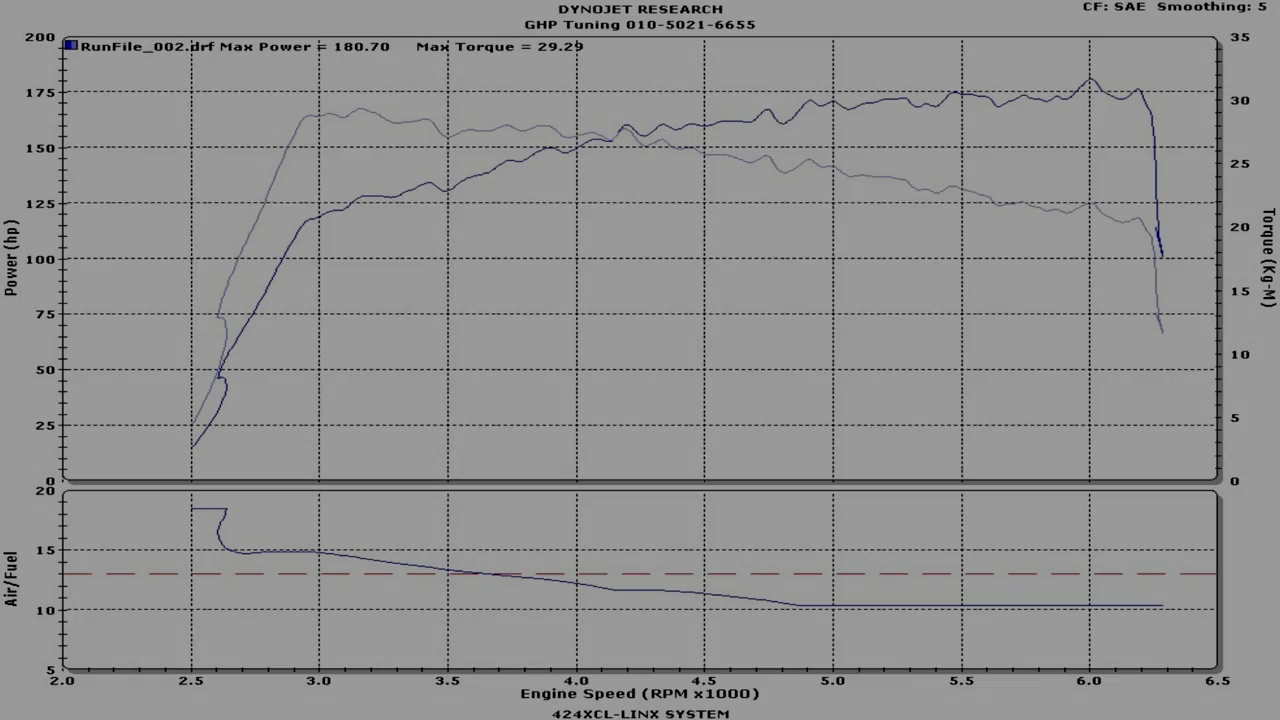 DYNOJET RESEARCH
CF: SAE Smoothing: 5
GHP Tuning 010-5021-6655
RunFile_002.drf Max Power = 180.70 Max Torque = 29.29
200
175
150
125
100
75
50
25
0
Power (hp)
35
30
25
20
15
10
5
0
Torque (Kg-M)
20
15
10
5
Air/Fuel
2.0 2.5 3.0 3.5 4.0 4.5 5.0 5.5 6.0 6.5
Engine Speed (RPM x1000)
424XCL-LINX SYSTEM